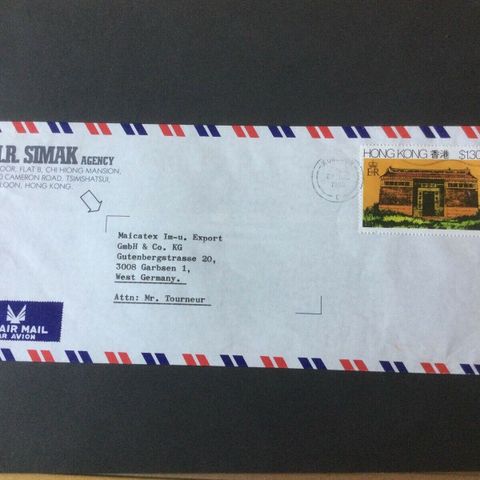 .R. SIMAK AGENCY
OOR, FLAT B, CHI HIONG MANSION,
CAMERON ROAD, TSIMSHATSUI,
LOON, HONG KONG.
Maicatex Im-u. Export
GmbH & Co. KG
Gutenbergstrasse 20,
3008 Garbsen 1,
West Germany.
Attn: Mr. Tourneur
HONG KONG 香港 $1.30
EIIR
AIR MAIL
PAR AVION